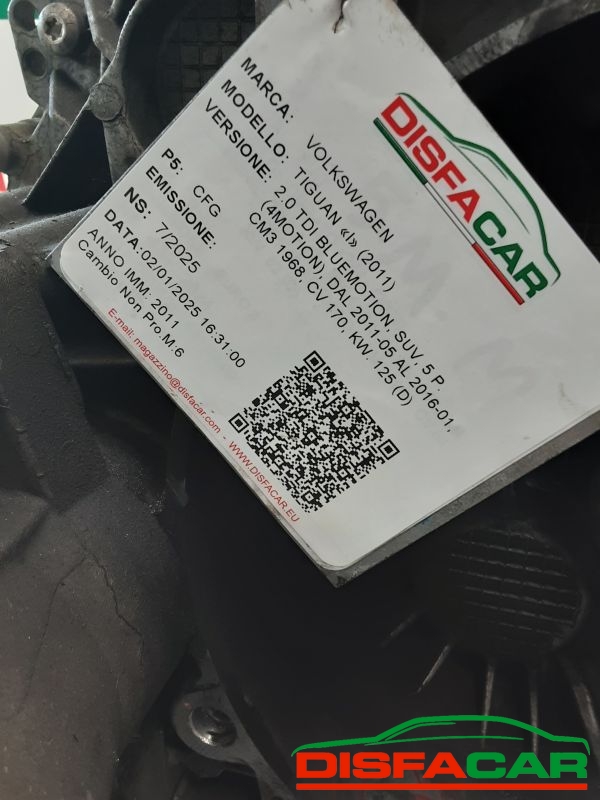 DISFACAR
MARCA: VOLKSWAGEN
MODELLO: TIGUAN «I» (2011)
VERSIONE: 2.0 TDI BLUEMOTION, SUV, 5 P.
(4MOTION), DAL 2011-05 AL 2016-01,
CM3 1968, CV 170, KW. 125 (D)
P5: CFG
EMISSIONE:
NS: 7/2025
DATA:02/01/2025 16:31:00
ANNO IMM: 2011
Cambio Non Pro.M.6
E-mail: magazzino@disfacar.com - WWW.DISFACAR.EU
DISFACAR